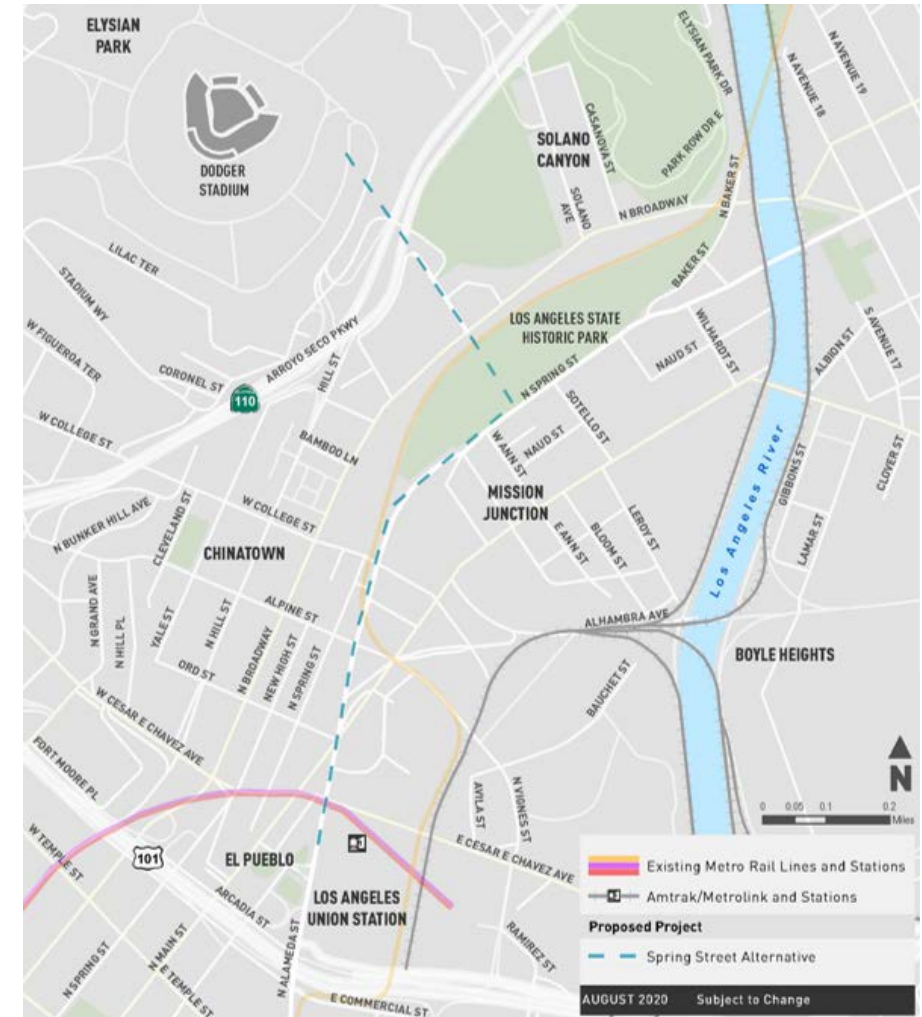 ELYSIAN
PARK
DODGER
STADIUM
SOLANO
CANYON
ELYSIAN PARK DR
CASANOVA ST
PARK ROW DR E
SOLANO
AVE
N BROADWAY
N BAKER ST
BAKER ST
N AVENUE 18
N AVENUE 19
LILAC TER
STADIUM WY
W FIGUEROA TER
CORONEL ST
ARROYO SECO PKWY
HILL ST
110
LOS ANGELES STATE
HISTORIC PARK
N SPRING ST
WILHARDT ST
NAUD ST
ALBION ST
S AVENUE 17
W COLLEGE ST
BAMBOO LN
SOTELLO ST
W ANN ST
NAUD ST
MISSION
JUNCTION
CLOVER ST
GIBBONS ST
Los Angeles River
LAMAR ST
N BUNKER HILL AVE
CLEVELAND ST
W COLLEGE ST
CHINATOWN
LEROY ST
BLOOM ST
E ANN ST
N GRAND AVE
N HILL PL
YALE ST
N HILL ST
ALPINE ST
N BROADWAY
NEW HIGH ST
N SPRING ST
ORD ST
ALHAMBRA AVE
BOYLE HEIGHTS
BAUCHET ST
W CESAR E CHAVEZ AVE
FORT MOORE PL
N
0 0.05 0.1 0.2
Miles
AVILA ST
N VIGNES ST
E CESAR E CHAVEZ AVE
W TEMPLE ST
101
EL PUEBLO
LOS ANGELES
UNION STATION
ARCADIA ST
N ALAMEDA ST
RAMIREZ ST
N SPRING ST
N MAIN ST
E TEMPLE ST
E COMMERCIAL ST
Existing Metro Rail Lines and Stations
Amtrak/Metrolink and Stations
Proposed Project
Spring Street Alternative
AUGUST 2020 Subject to Change